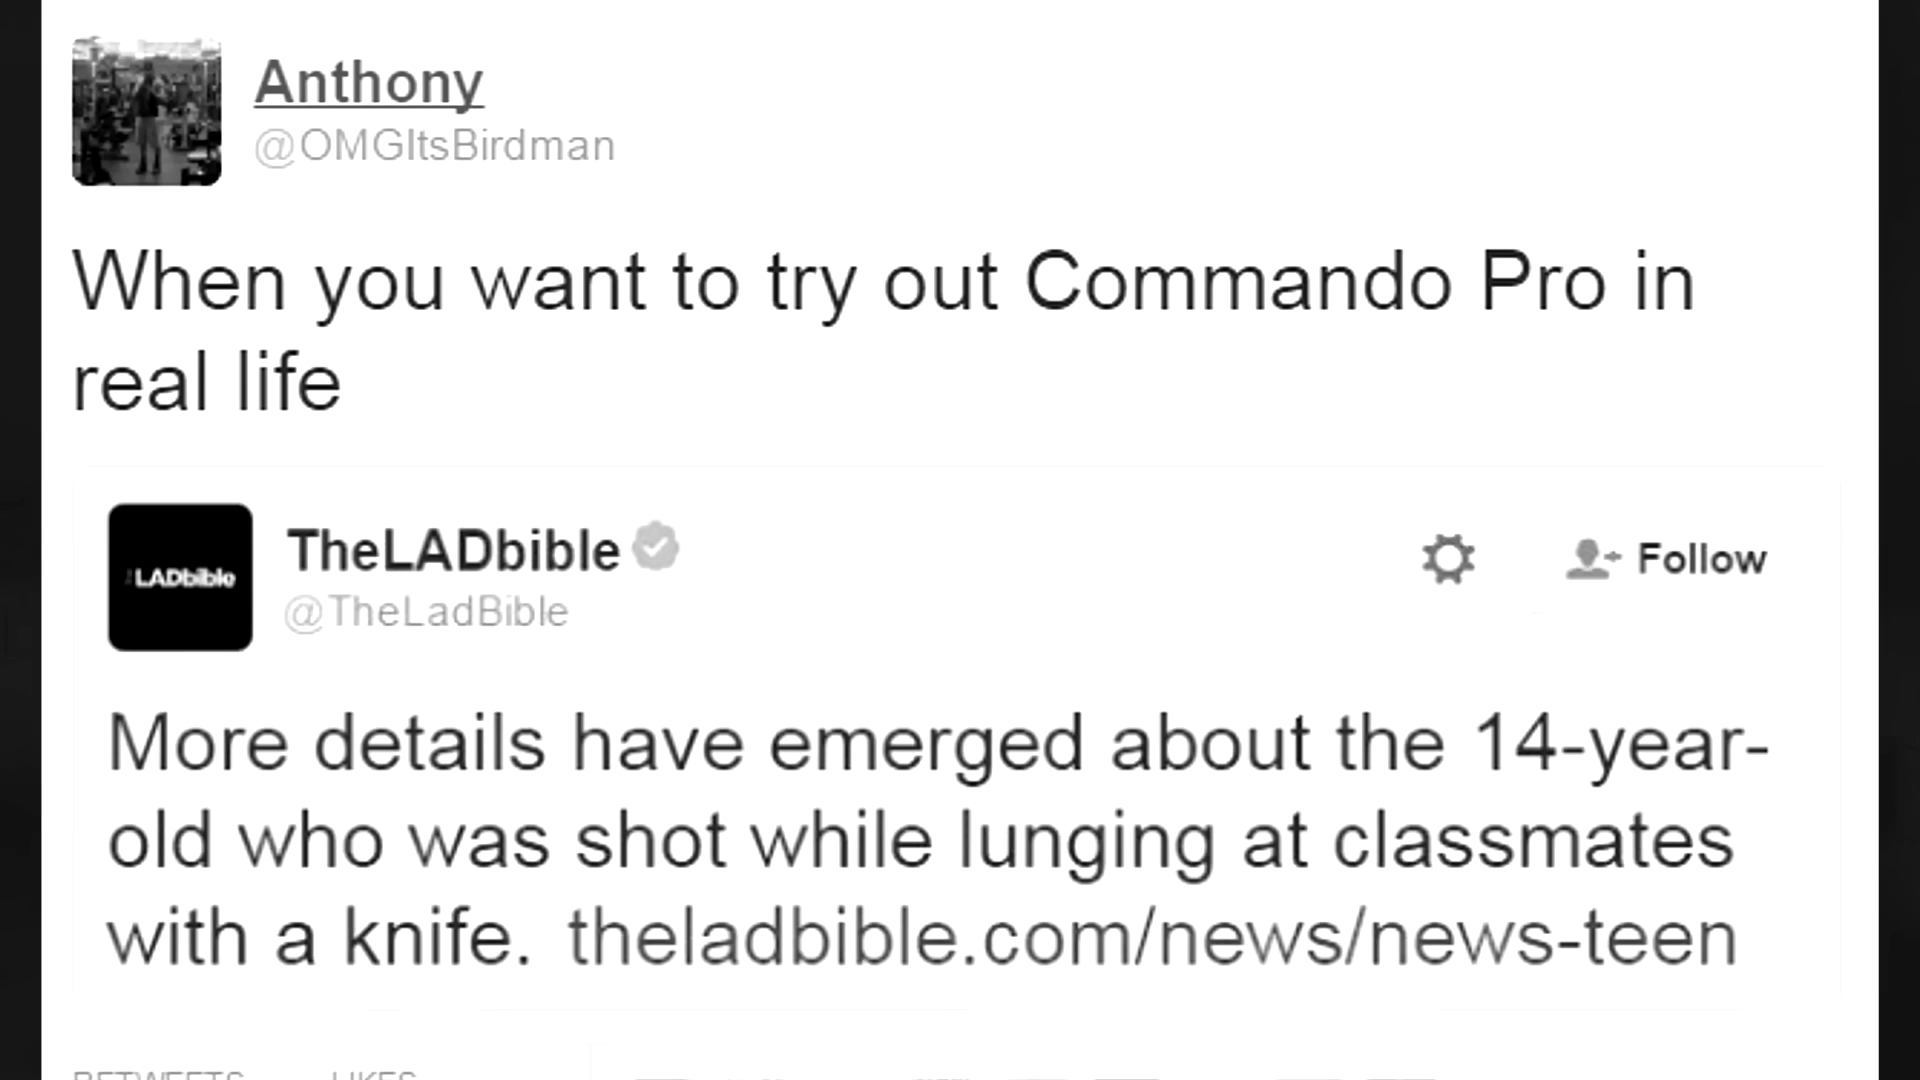 Anthony
@OMGItsBirdman
When you want to try out Commando Pro in
real life
LADbible
TheLADbible
@TheLadBible
Follow
More details have emerged about the 14-year-
old who was shot while lunging at classmates
with a knife. theladbible.com/news/news-teen
RETWEETS LIKES